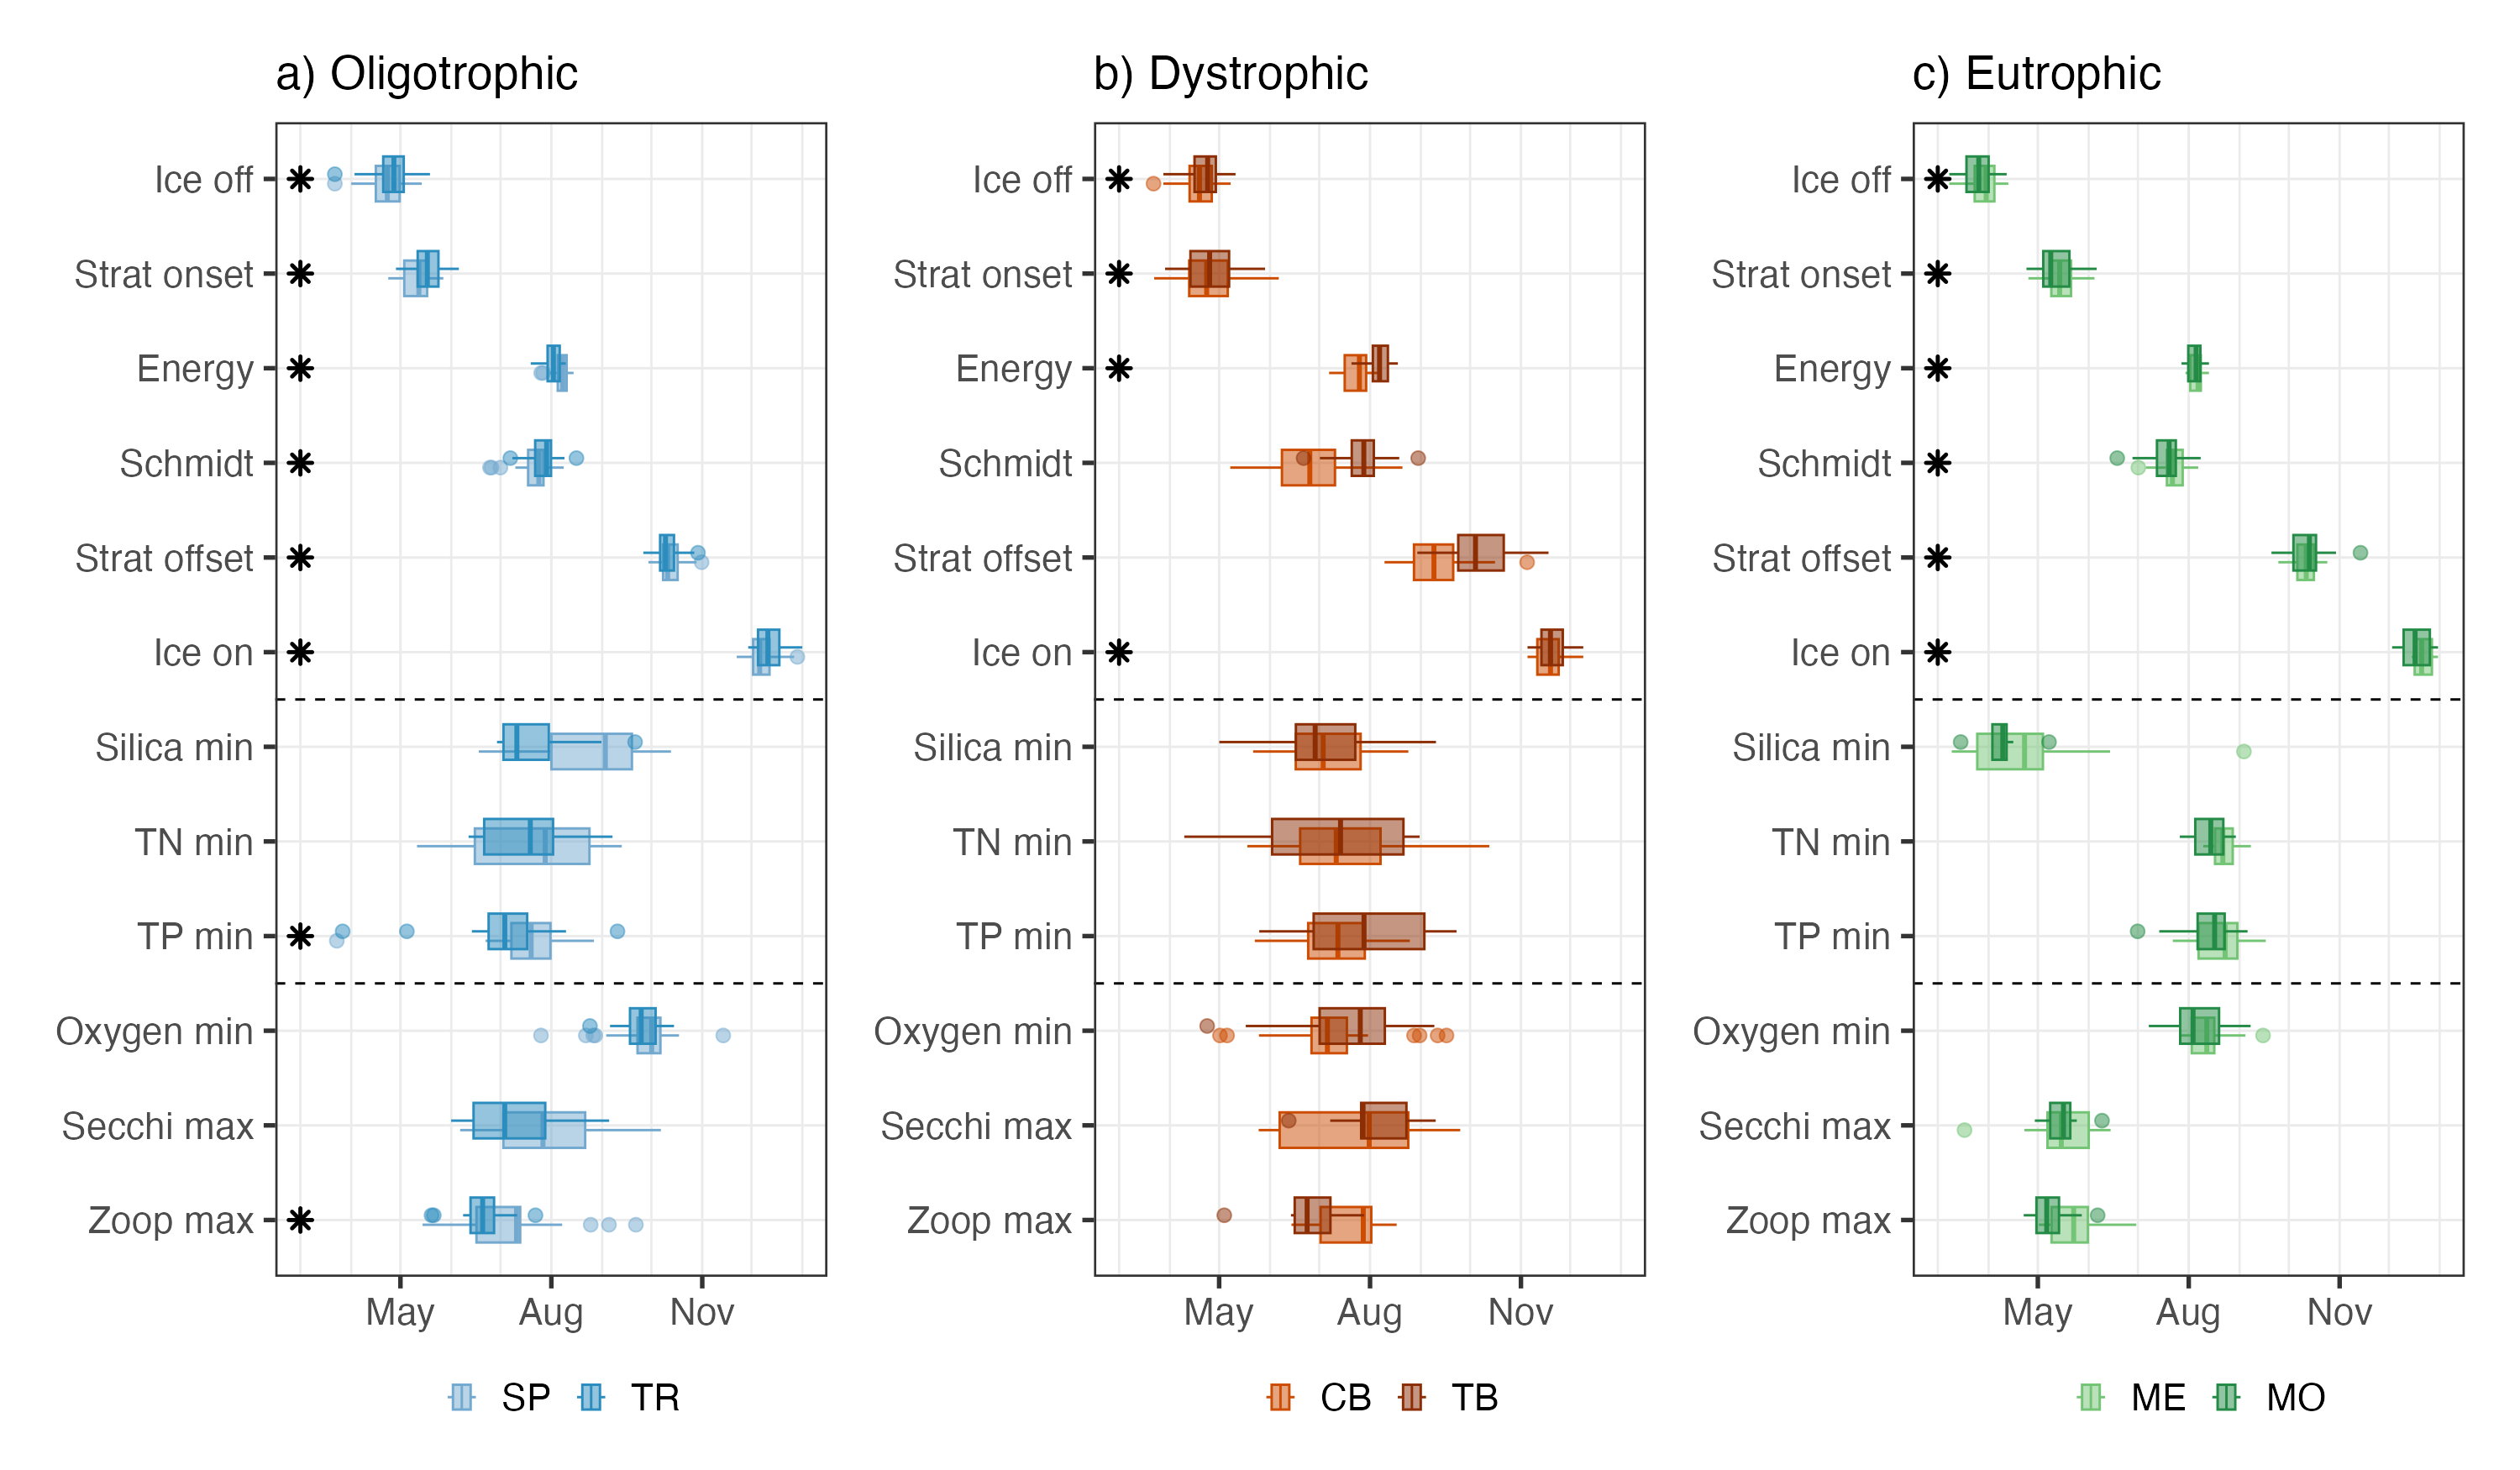 a) Oligotrophic
b) Dystrophic
c) Eutrophic
Ice off
Strat onset
Energy
Schmidt
Strat offset
Ice on
Silica min
TN min
TP min
Oxygen min
Secchi max
Zoop max
May Aug Nov
SP TR
Ice off
Strat onset
Energy
Schmidt
Strat offset
Ice on
Silica min
TN min
TP min
Oxygen min
Secchi max
Zoop max
May Aug Nov
CB TB
Ice off
Strat onset
Energy
Schmidt
Strat offset
Ice on
Silica min
TN min
TP min
Oxygen min
Secchi max
Zoop max
May Aug Nov
ME MO